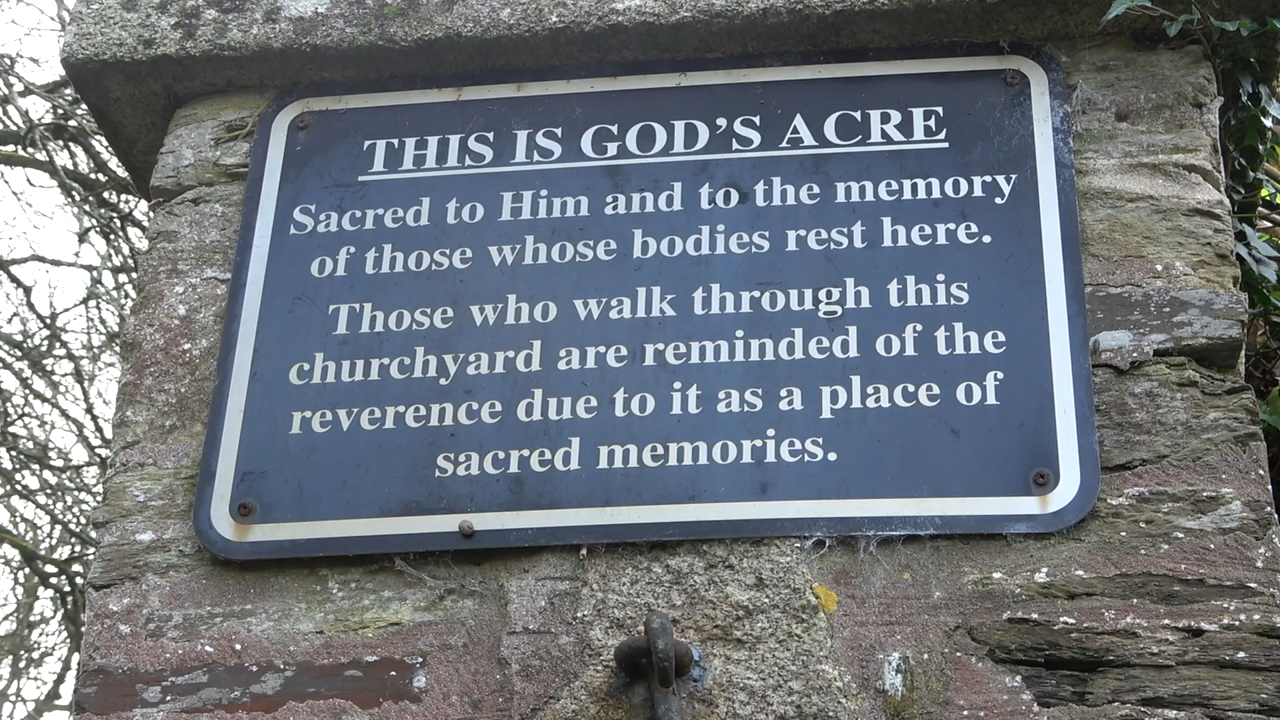 THIS IS GOD'S ACRE
Sacred to Him and to the memory
of those whose bodies rest here.
Those who walk through this
churchyard are reminded of the
reverence due to it as a place of
sacred memories.